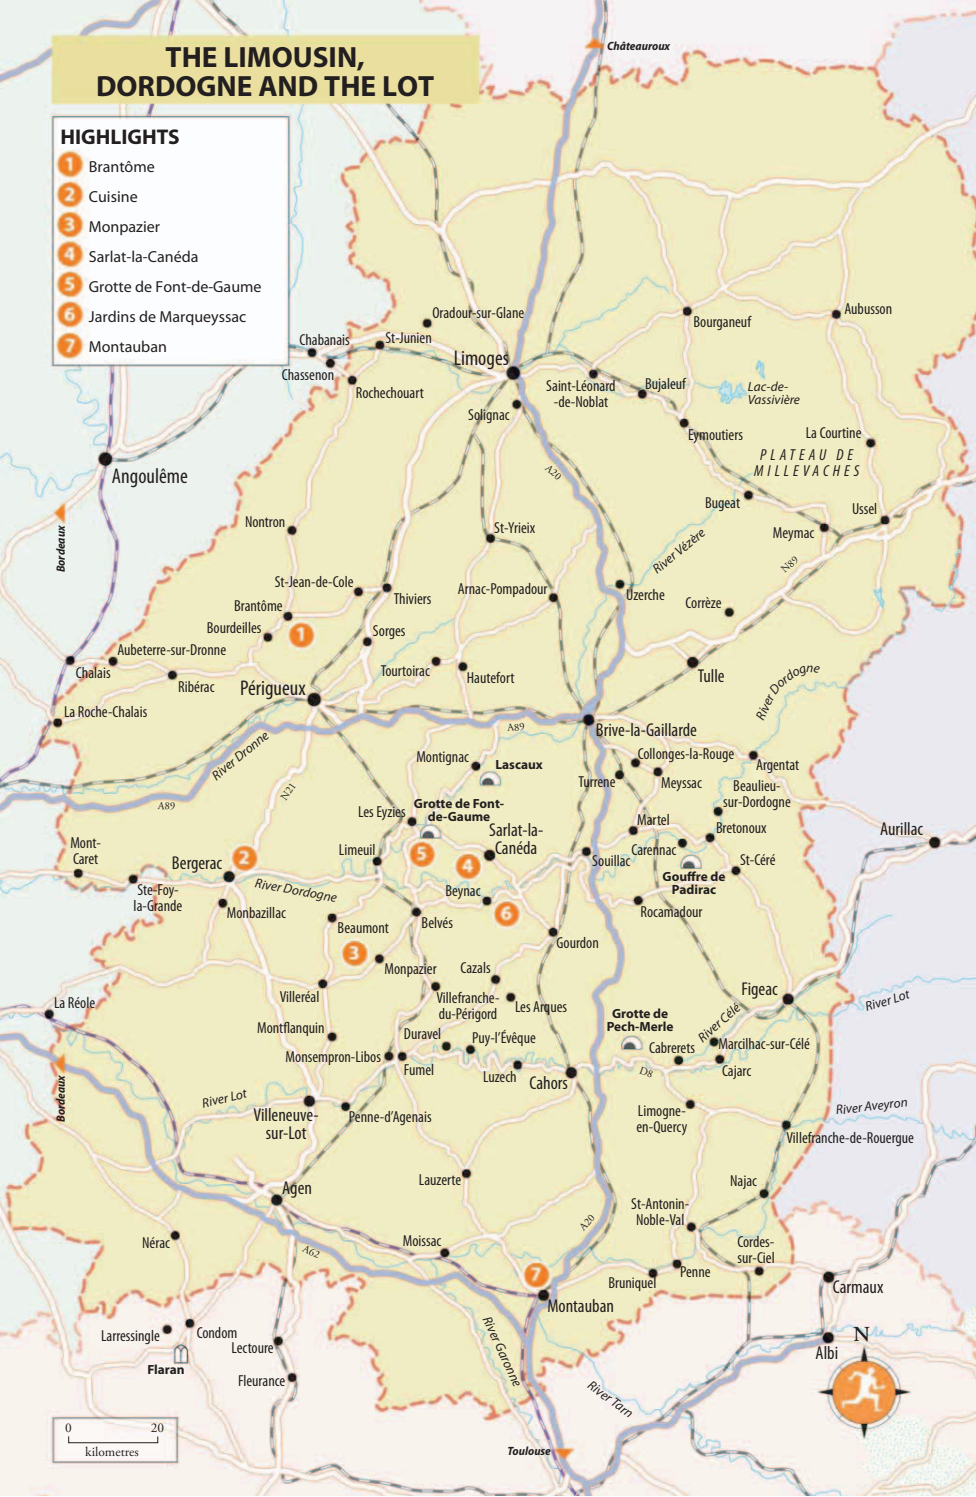 THE LIMOUSIN,
DORDOGNE AND THE LOT
HIGHLIGHTS
1 Brantôme
2 Cuisine
3 Monpazier
4 Sarlat-la-Canéda
5 Grotte de Font-de-Gaume
6 Jardins de Marqueyssac
7 Montauban
Châteauroux
Oradour-sur-Glane
Chabanais
St-Junien
Chassenon
Rochechouart
Limoges
Solignac
Saint-Léonard
-de-Noblat
Bujaleuf
Bourganeuf
Aubusson
Lac-de-
Vassivière
Eymoutiers
La Courtine
PLATEAU DE
MILLEVACHES
Angoulême
Bordeaux
A20
Bugeat
Ussel
Meymac
N89
Nontron
St-Yrieix
River Vézère
St-Jean-de-Cole
Thiviers
Arnac-Pompadour
Uzerche
Corrèze
Brantôme
Bourdeilles
1
Sorges
Aubeterre-sur-Dronne
Chalais
Ribérac
Tourtoirac
Hautefort
Tulle
Périgueux
La Roche-Chalais
River Dordogne
A89
Brive-la-Gaillarde
River Dronne
Montignac
Lascaux
Collonges-la-Rouge
Argentat
Turrene
Meyssac
N21
A89
Beaulieu-
sur-Dordogne
Les Eyzies
Grotte de Font-
de-Gaume
Sarlat-la-
Canéda
Martel
Bretonoux
Aurillac
Mont-
Caret
Bergerac
2
Limeuil
5
4
Souillac
Carennac
St-Céré
Gouffre de
Padirac
Ste-Foy-
la-Grande
River Dordogne
Beynac
6
Monbazillac
Beaumont
Belvés
Rocamadour
Gourdon
3
Monpazier
Cazals
Villeréal
Villefranche-
du-Périgord
Les Arques
Figeac
River Lot
La Réole
Montflanquin
Duravel
Puy-l'Évêque
Grotte de
Pech-Merle
River Célé
Cabrerets
Marcilhac-sur-Célé
Monsempron-Libos
Fumel
Luzech
Cahors
D8
Cajarc
Bordeaux
River Lot
Villeneuve-
sur-Lot
Penne-d'Agenais
Limogne-
en-Quercy
River Aveyron
Villefranche-de-Rouergue
Lauzerte
Najac
Agen
St-Antonin-
Noble-Val
A20
Nérac
A62
Moissac
Cordes-
sur-Ciel
7
Bruniquel
Penne
Montauban
Carmaux
Larressingle
Condom
Lectoure
Flaran
Fleurance
River Garonne
River Tarn
Albi
N
0 20
kilometres
Toulouse